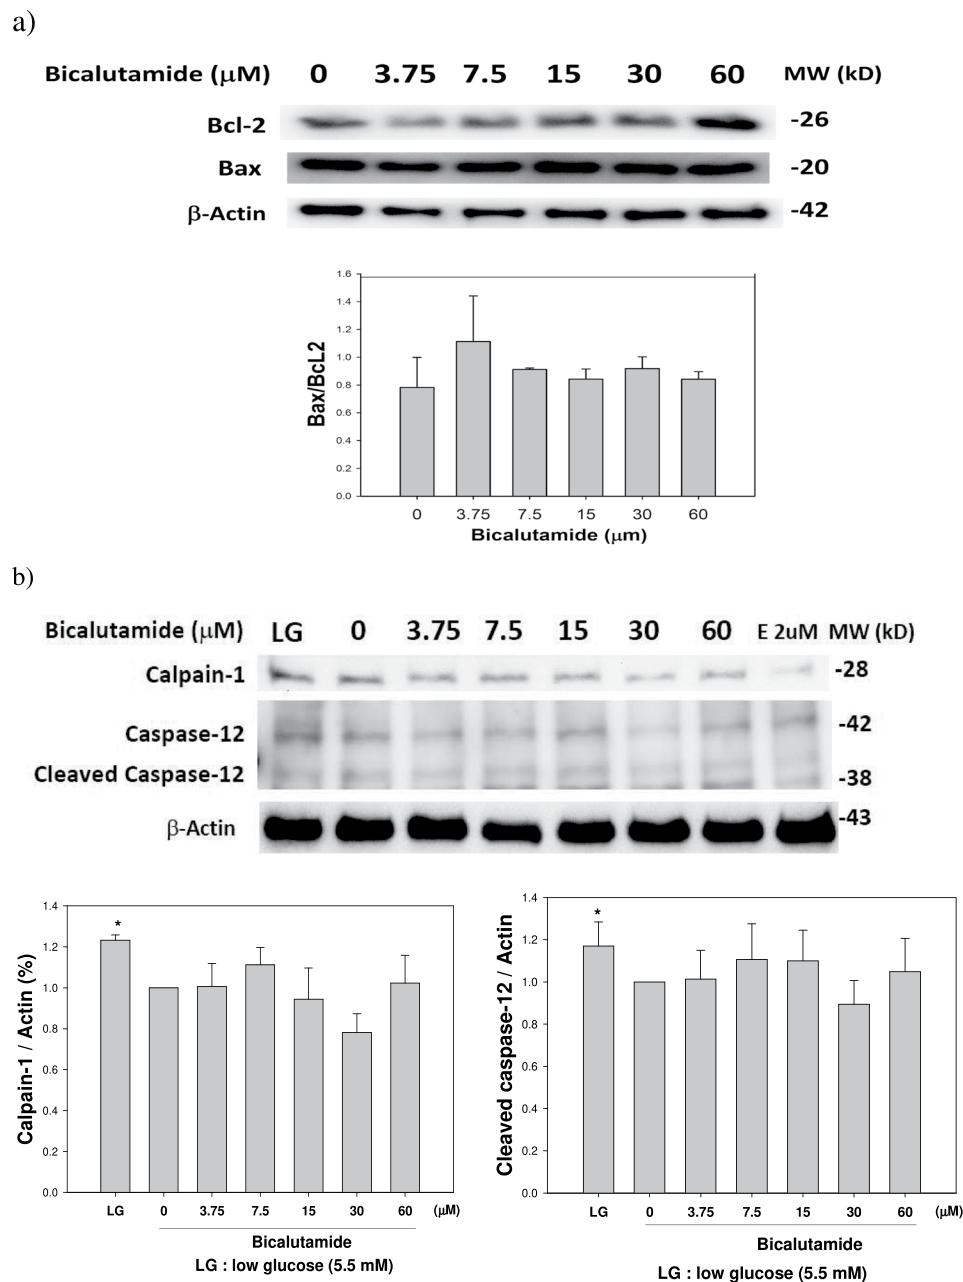 a)
Bicalutamide (μM) 0 3.75 7.5 15 30 60 MW (kD)
Bcl-2 -26
Bax -20
β-Actin -42
1.6
1.4
1.2
1.0
0.8
0.6
0.4
0.2
0.0
Bax/BcL2
0 3.75 7.5 15 30 60
Bicalutamide (μm)
b)
Bicalutamide (μM) LG 0 3.75 7.5 15 30 60 E 2uM MW (kD)
Calpain-1 -28
Caspase-12 -42
Cleaved Caspase-12 -38
β-Actin -43
1.4
1.2
1.0
0.8
0.6
0.4
0.2
0.0
Calpain-1 / Actin (%)
*
LG 0 3.75 7.5 15 30 60 (μM)
Bicalutamide
LG : low glucose (5.5 mM)
1.4
1.2
1.0
0.8
0.6
0.4
0.2
0.0
Cleaved caspase-12 / Actin
*
LG 0 3.75 7.5 15 30 60 (μM)
Bicalutamide
LG : low glucose (5.5 mM)